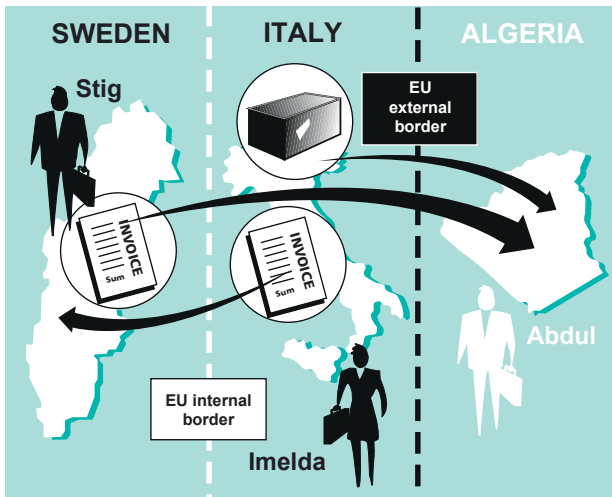 SWEDEN
ITALY
ALGERIA
Stig
EU
external
border
INVOICE
Sum
INVOICE
Sum
Abdul
EU internal
border
Imelda